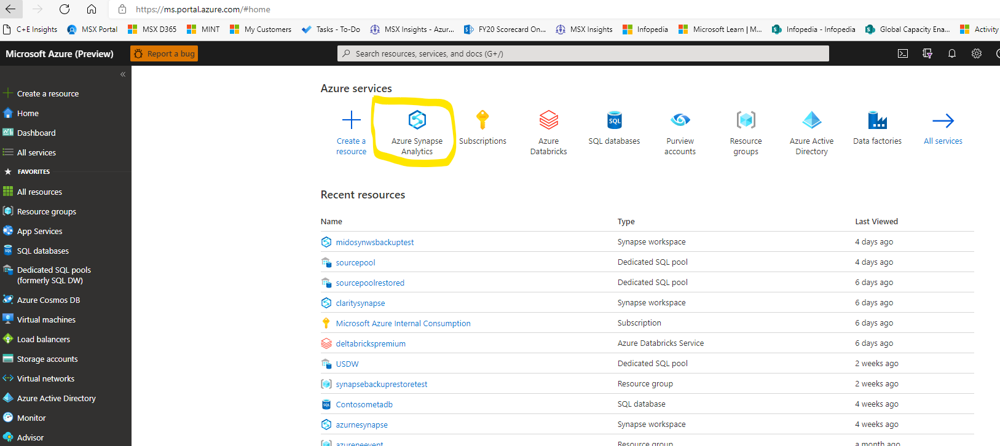 https://ms.portal.azure.com/#home
C+E Insights
MSX Portal
MSX D365
MINT
My Customers
Tasks - To-Do
MSX Insights - Azur...
FY20 Scorecard On...
MSX Insights
Infopedia
Microsoft Learn | M...
Infopedia - Infopedia
Global Capacity Ena...
Activity
Microsoft Azure (Preview)
Report a bug
Search resources, services, and docs (G+/)
Create a resource
Home
Dashboard
All services
FAVORITES
All resources
Resource groups
App Services
SQL databases
Dedicated SQL pools
(formerly SQL DW)
Azure Cosmos DB
Virtual machines
Load balancers
Storage accounts
Virtual networks
Azure Active Directory
Monitor
Advisor
Azure services
Create a
resource
Azure Synapse
Analytics
Subscriptions
Azure
Databricks
SQL
SQL databases
Purview
accounts
Resource
groups
Azure Active
Directory
Data factories
All services
Recent resources
Name Type Last Viewed
midosynwsbackuptest Synapse workspace 4 days ago
sourcepool Dedicated SQL pool 4 days ago
sourcepoolrestored Dedicated SQL pool 6 days ago
claritysynapse Synapse workspace 6 days ago
Microsoft Azure Internal Consumption Subscription 6 days ago
deltabrickspremium Azure Databricks Service 6 days ago
USDW Dedicated SQL pool 2 weeks ago
synapsebackuprestoretest Resource group 2 weeks ago
Contosometadb SQL database 4 weeks ago
azurnesynapse Synapse workspace 4 weeks ago
azureneevent Resource group a month ago